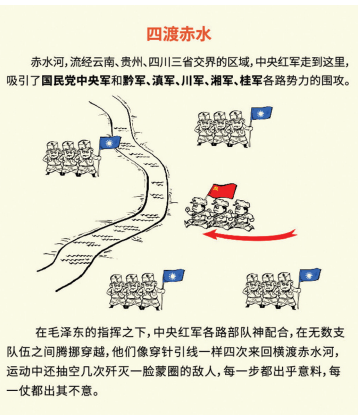 四渡赤水
赤水河，流经云南、贵州、四川三省交界的区域，中央红军走到这里，
吸引了国民党中央军和黔军、滇军、川军、湘军、桂军各路势力的围攻。
在毛泽东的指挥之下，中央红军各路部队神配合，在无数支
队伍之间腾挪穿越，他们像穿针引线一样四次来回横渡赤水河，
运动中还抽空几次歼灭一脸蒙圈的敌人，每一步都出乎意料，每
一仗都出其不意。